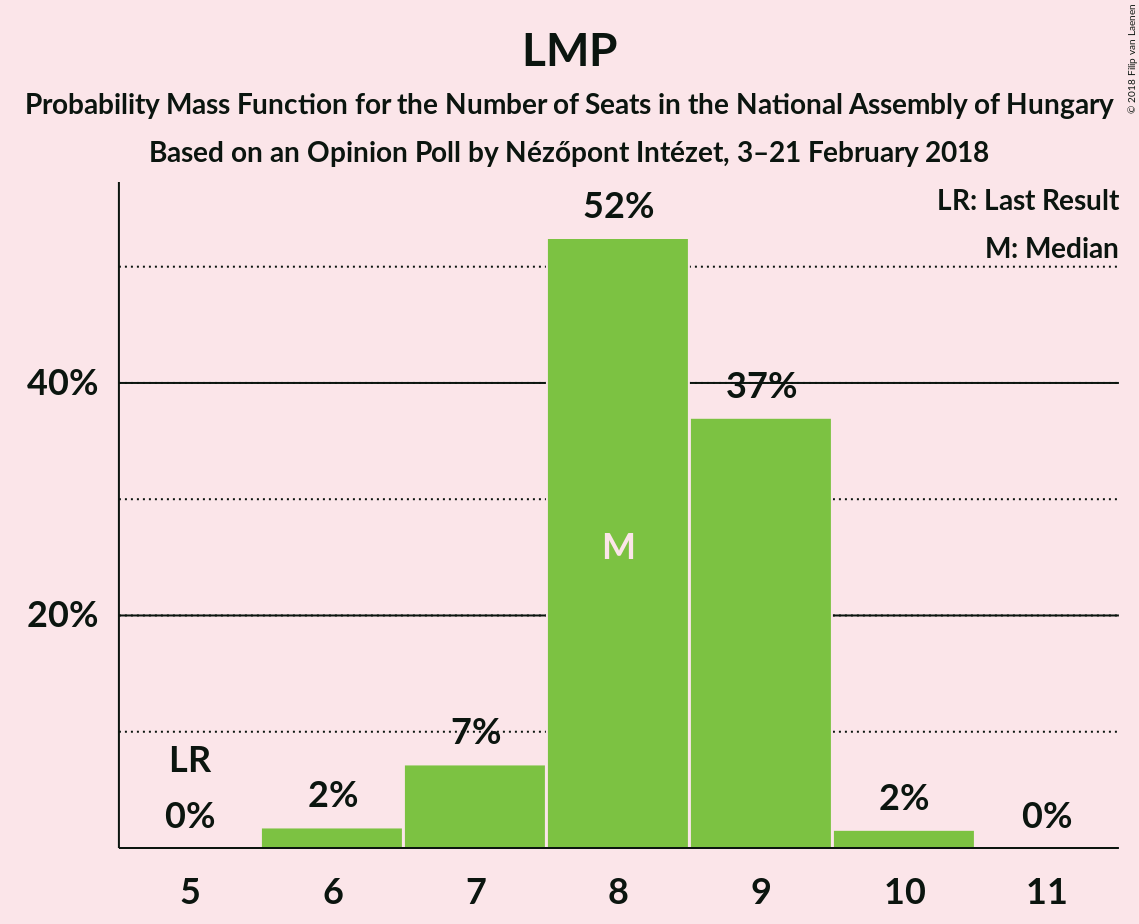 LMP
Probability Mass Function for the Number of Seats in the National Assembly of Hungary
Based on an Opinion Poll by Nézőpont Intézet, 3–21 February 2018
© 2018 Filip van Laenen
LR: Last Result
M: Median
52%
40%
37%
M
20%
7%
LR
0%
2%
2%
0%
5 6 7 8 9 10 11